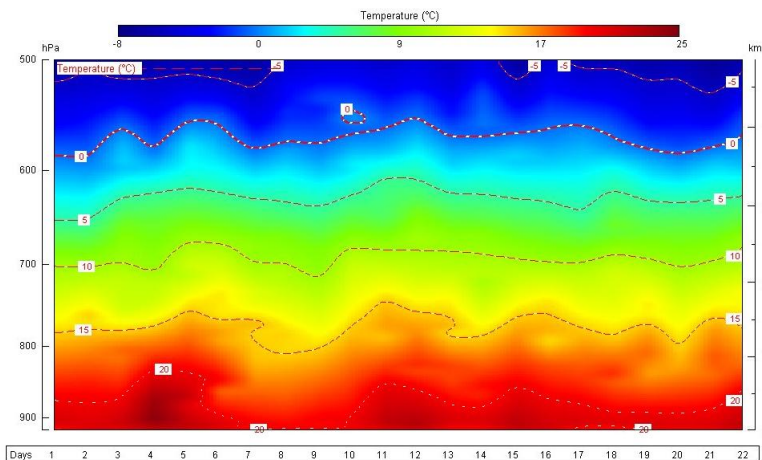 Temperature (°C)
-8 0 9 17 25
hPa km
500 Temperature (°C) -5 -5 -5 -5
0
0 0
600
5 5
10 10
700
15 15
800
20 20
900 20 20
Days 1 2 3 4 5 6 7 8 9 10 11 12 13 14 15 16 17 18 19 20 21 22